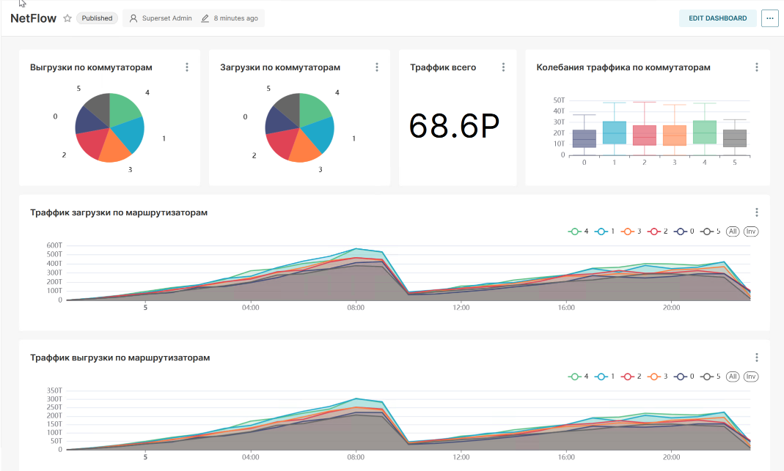 NetFlow Published Superset Admin 8 minutes ago EDIT DASHBOARD ...
Выгрузки по коммутаторам
5 4
0 1
2 3
Загрузки по коммутаторам
5 4
0 1
2 3
Траффик всего
68.6P
Колебания траффика по коммутаторам
50T
40T
30T
20T
10T
0
0 1 2 3 4 5
Траффик загрузки по маршрутизаторам
4 1 3 2 0 5 All Inv
600T
500T
400T
300T
200T
100T
0
5 04:00 08:00 12:00 16:00 20:00
Траффик выгрузки по маршрутизаторам
4 1 2 3 0 5 All Inv
350T
300T
250T
200T
150T
100T
50T
0
5 04:00 08:00 12:00 16:00 20:00